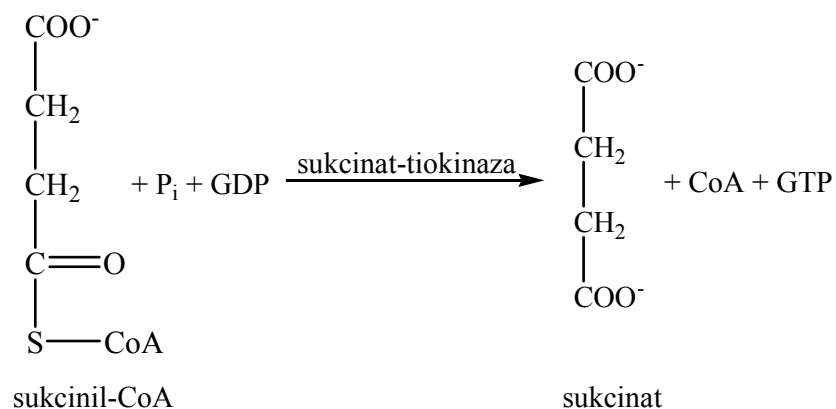 COO⁻
CH₂
CH₂
C=O
S—CoA
sukcinil-CoA
+ Pᵢ + GDP
sukcinat-tiokinaza
COO⁻
CH₂
CH₂
COO⁻
sukcinat
+ CoA + GTP